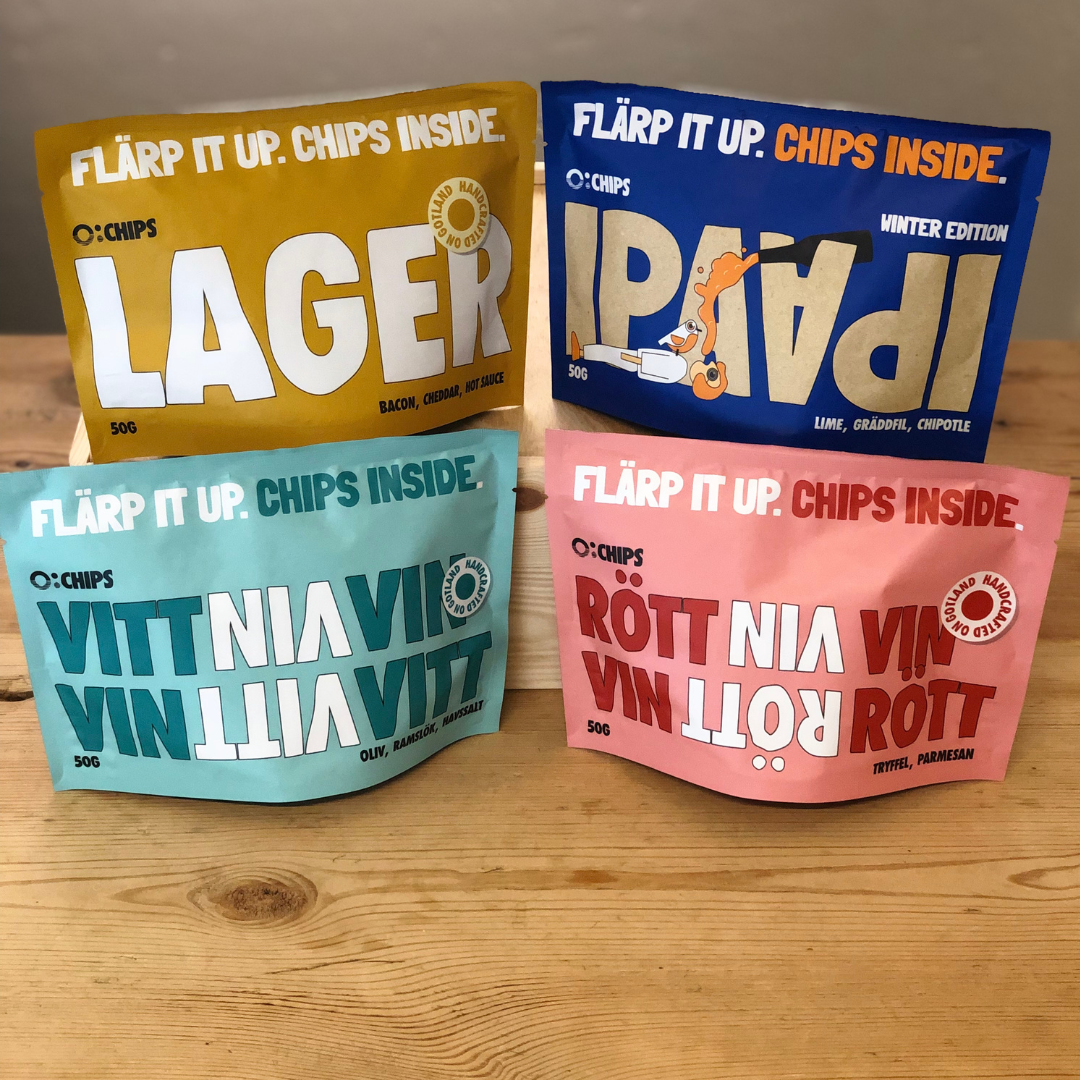 FLÄRP IT UP. CHIPS INSIDE.
O:CHIPS
HANDCRAFTED ON GOTLAND
LAGER
BACON, CHEDDAR, HOT SAUCE
50G
FLÄRP IT UP. CHIPS INSIDE.
O:CHIPS
WINTER EDITION
IPA IPA
50G
LIME, GRÄDDFIL, CHIPOTLE
FLÄRP IT UP. CHIPS INSIDE.
O:CHIPS
HANDCRAFTED ON GOTLAND
VITT VIN VIN
VIN VITT VITT
50G
OLIV, RAMSLÖK, HAVSSALT
FLÄRP IT UP. CHIPS INSIDE.
O:CHIPS
HANDCRAFTED ON GOTLAND
RÖTT VIN VIN
VIN RÖTT RÖTT
50G
TRYFFEL, PARMESAN